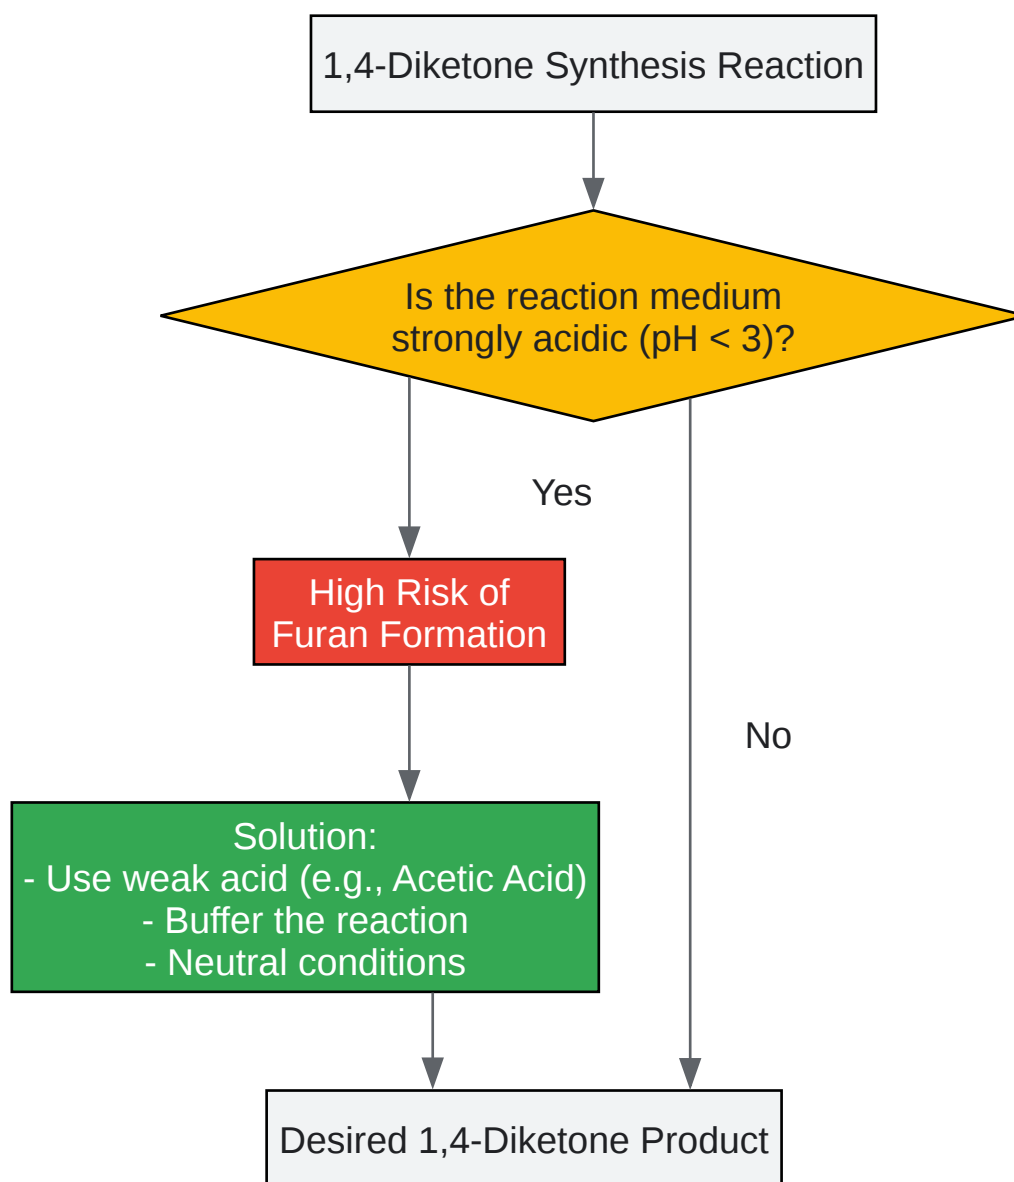 1,4-Diketone Synthesis Reaction
Is the reaction medium
strongly acidic (pH < 3)?
Yes
High Risk of
Furan Formation
No
Solution:
- Use weak acid (e.g., Acetic Acid)
- Buffer the reaction
- Neutral conditions
Desired 1,4-Diketone Product